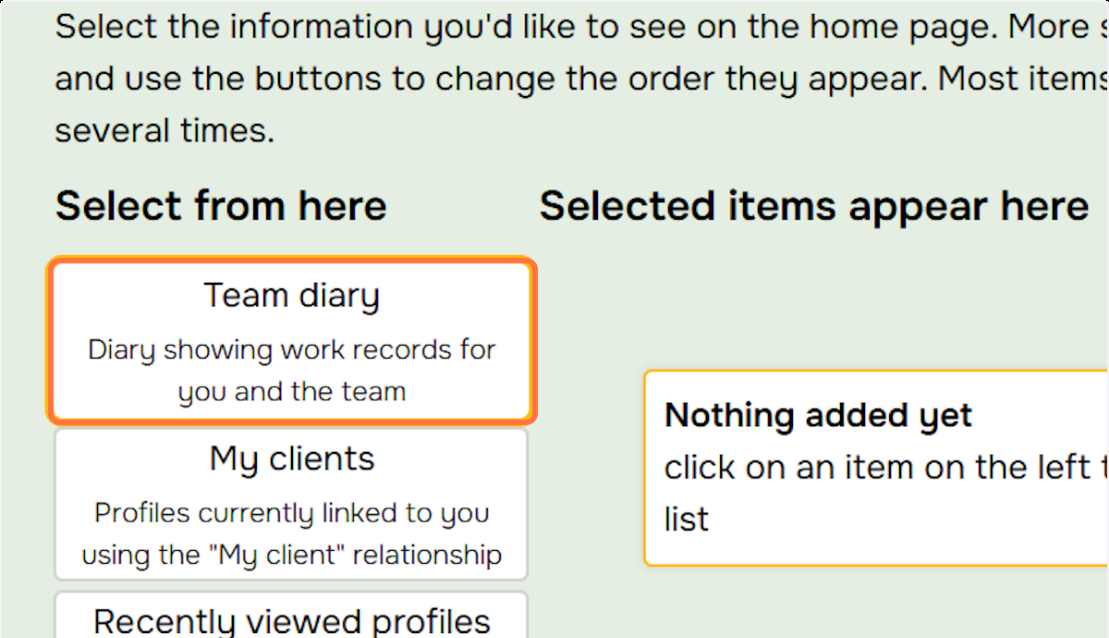 Select the information you'd like to see on the home page. More
and use the buttons to change the order they appear. Most items
several times.
Select from here
Selected items appear here
Team diary
Diary showing work records for
you and the team
My clients
Profiles currently linked to you
using the "My client" relationship
Recently viewed profiles
Nothing added yet
click on an item on the left
list